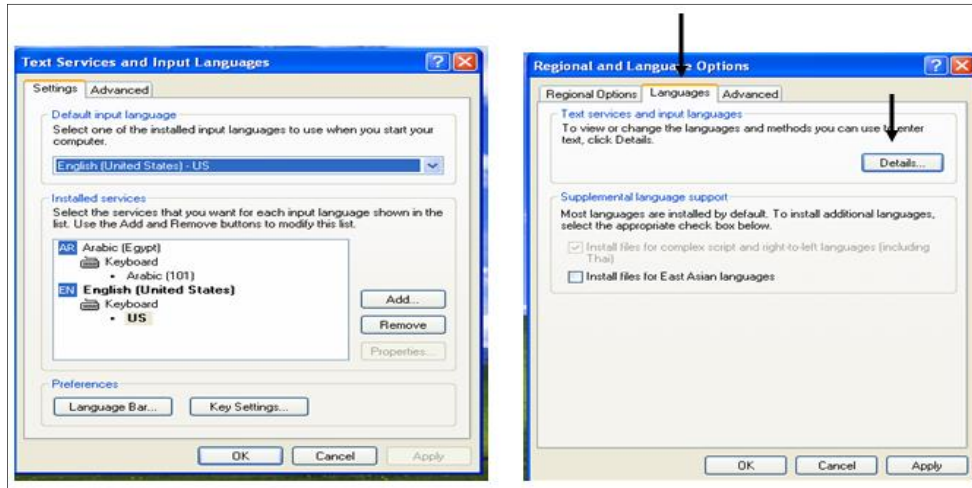 Text Services and Input Languages
Settings Advanced
Default input language
Select one of the installed input languages to use when you start your
computer.
English (United States) - US
Installed services
Select the services that you want for each input language shown in the
list. Use the Add and Remove buttons to modify this list.
AR Arabic (Egypt)
Keyboard
• Arabic (101)
EN English (United States)
Keyboard
• US
Add...
Remove
Properties...
Preferences
Language Bar... Key Settings...
OK Cancel Apply
Regional and Language Options
Regional Options Languages Advanced
Text services and input languages
To view or change the languages and methods you can use to enter
text, click Details.
Details...
Supplemental language support
Most languages are installed by default. To install additional languages,
select the appropriate check box below.
Install files for complex script and right-to-left languages (including
Thai)
Install files for East Asian languages
OK Cancel Apply